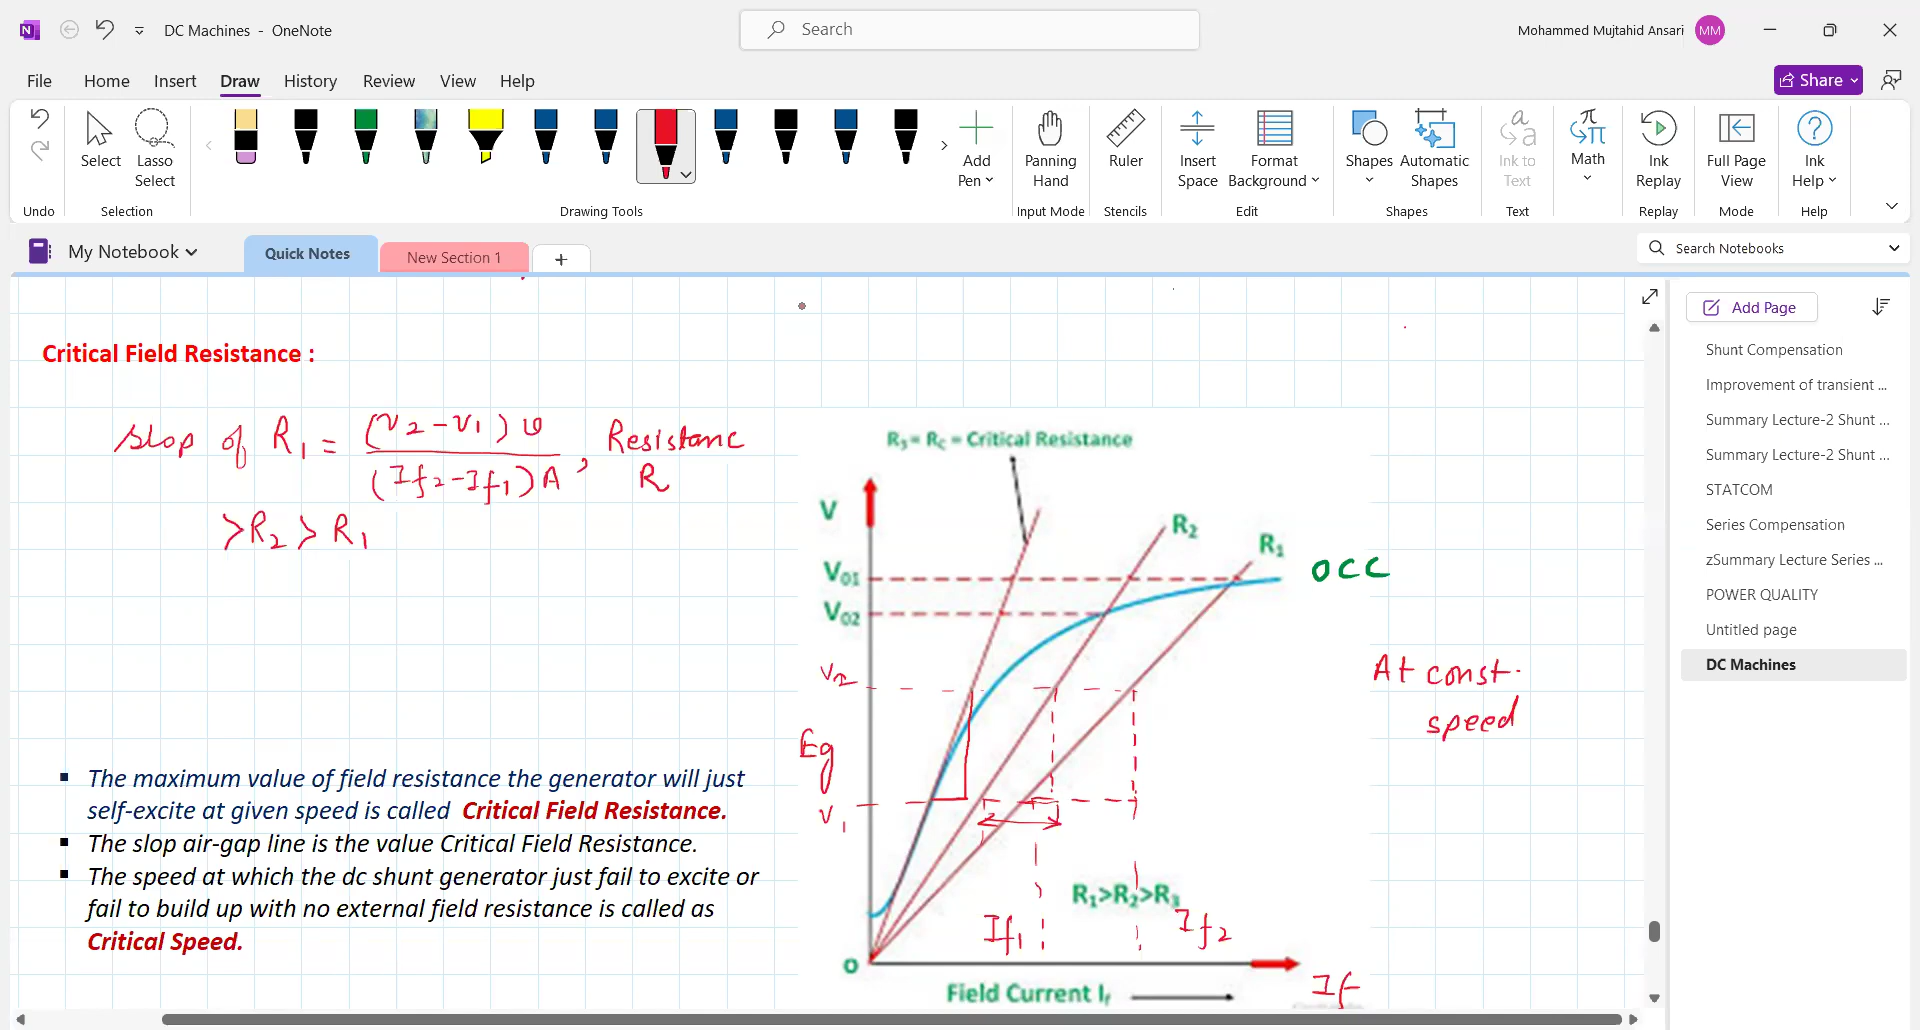 DC Machines - OneNote
Search
Mohammed Mujtahid Ansari
MM
File Home Insert Draw History Review View Help
Share
Select
Lasso Select
Add Pen
Panning Hand
Ruler
Insert Space
Format Background
Shapes
Automatic Shapes
Ink to Text
Math
Ink Replay
Full Page View
Ink Help
Undo
Selection
Drawing Tools
Input Mode
Stencils
Edit
Shapes
Text
Replay
Mode
Help
My Notebook
Quick Notes
New Section 1
+
Search Notebooks
Add Page
Shunt Compensation
Improvement of transient ...
Summary Lecture-2 Shunt ...
Summary Lecture-2 Shunt ...
STATCOM
Series Compensation
zSummary Lecture Series ...
POWER QUALITY
Untitled page
DC Machines
Critical Field Resistance :
Slop of R1 = (V2-V1) v / (If2-If1) A , Resistanc R
>R2 > R1
▪ The maximum value of field resistance the generator will just
self-excite at given speed is called Critical Field Resistance.
▪ The slop air-gap line is the value Critical Field Resistance.
▪ The speed at which the dc shunt generator just fail to excite or
fail to build up with no external field resistance is called as
Critical Speed.
R3 = RC = Critical Resistance
V
R2
R1
OCC
V01
V02
V2
Eg
V1
At const.
speed
R1>R2>R3
If1
If2
O
If
Field Current If